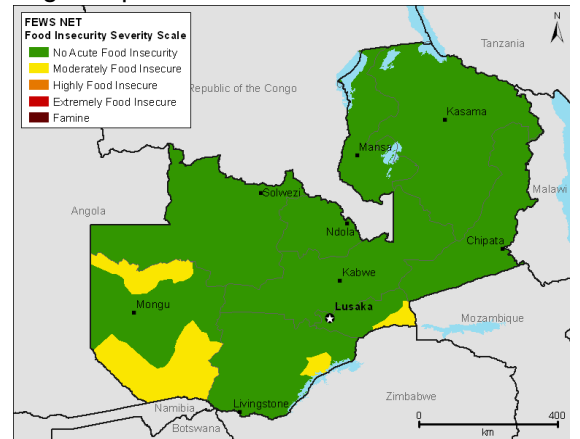 FEWS NET
Food Insecurity Severity Scale
No Acute Food Insecurity
Moderately Food Insecure
Highly Food Insecure
Extremely Food Insecure
Famine
N
Tanzania
Republic of the Congo
Kasama
Mansa
Malawi
Solwezi
Angola
Ndola
Chipata
Kabwe
Mongu
Lusaka
Mozambique
Zimbabwe
Namibia
Livingstone
Botswana
0 200 400
km